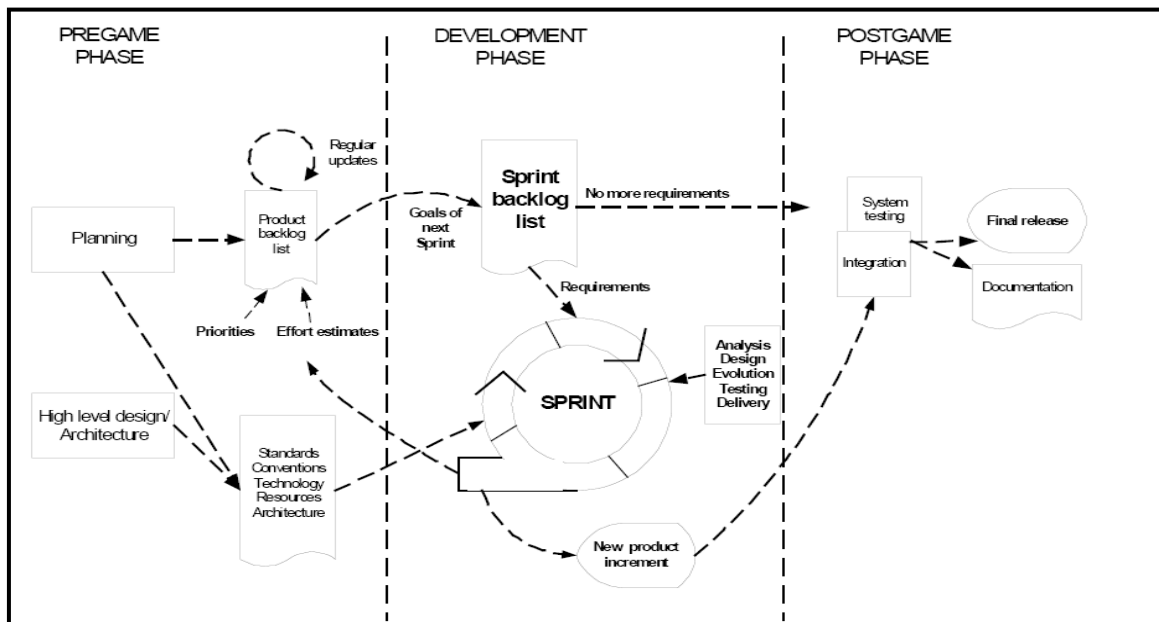 PREGAME
PHASE
DEVELOPMENT
PHASE
POSTGAME
PHASE
Regular
updates
Planning
Product
backlog
list
Goals of
next
Sprint
Sprint
backlog
list
No more requirements
System
testing
Integration
Final release
Documentation
Priorities
Effort estimates
Requirements
High level design/
Architecture
Standards
Conventions
Technology
Resources
Architecture
SPRINT
Analysis
Design
Evolution
Testing
Delivery
New product
increment